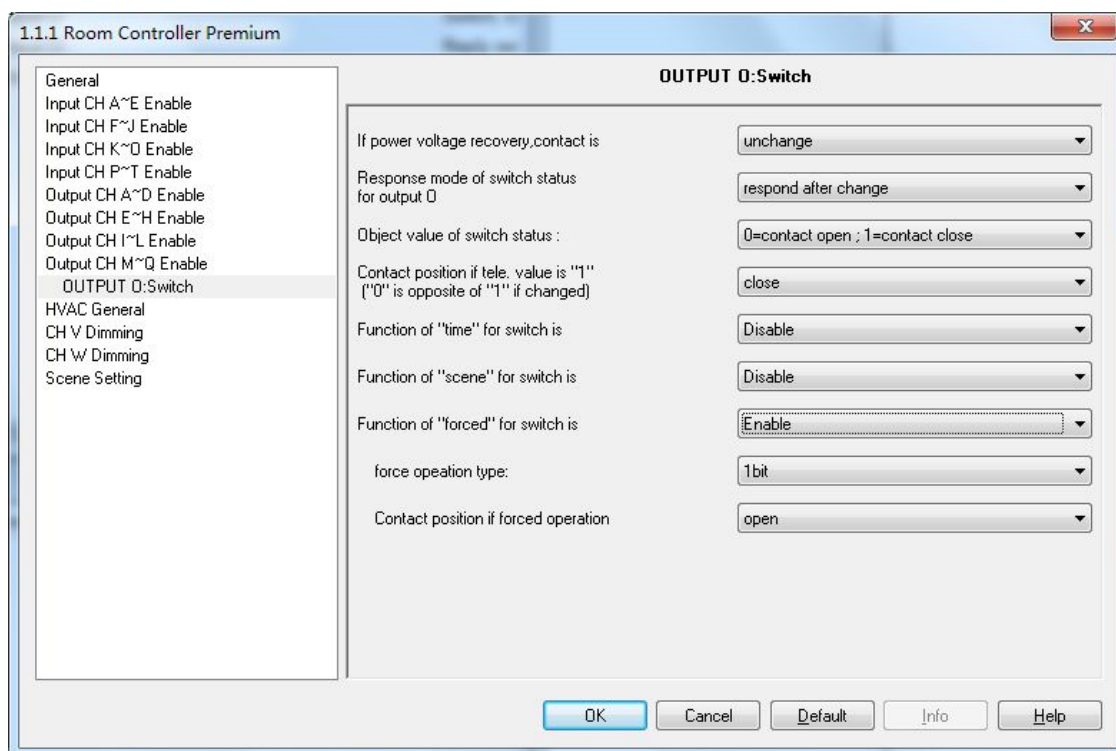 1.1.1 Room Controller Premium
General
Input CH A~E Enable
Input CH F~J Enable
Input CH K~O Enable
Input CH P~T Enable
Output CH A~D Enable
Output CH E~H Enable
Output CH I~L Enable
Output CH M~Q Enable
OUTPUT O:Switch
HVAC General
CH V Dimming
CH W Dimming
Scene Setting
OUTPUT O:Switch
If power voltage recovery,contact is
unchange
Response mode of switch status
for output O
respond after change
Object value of switch status :
0=contact open ; 1=contact close
Contact position if tele. value is "1"
("0" is opposite of "1" if changed)
close
Function of "time" for switch is
Disable
Function of "scene" for switch is
Disable
Function of "forced" for switch is
Enable
force opeation type:
1bit
Contact position if forced operation
open
OK
Cancel
Default
Info
Help